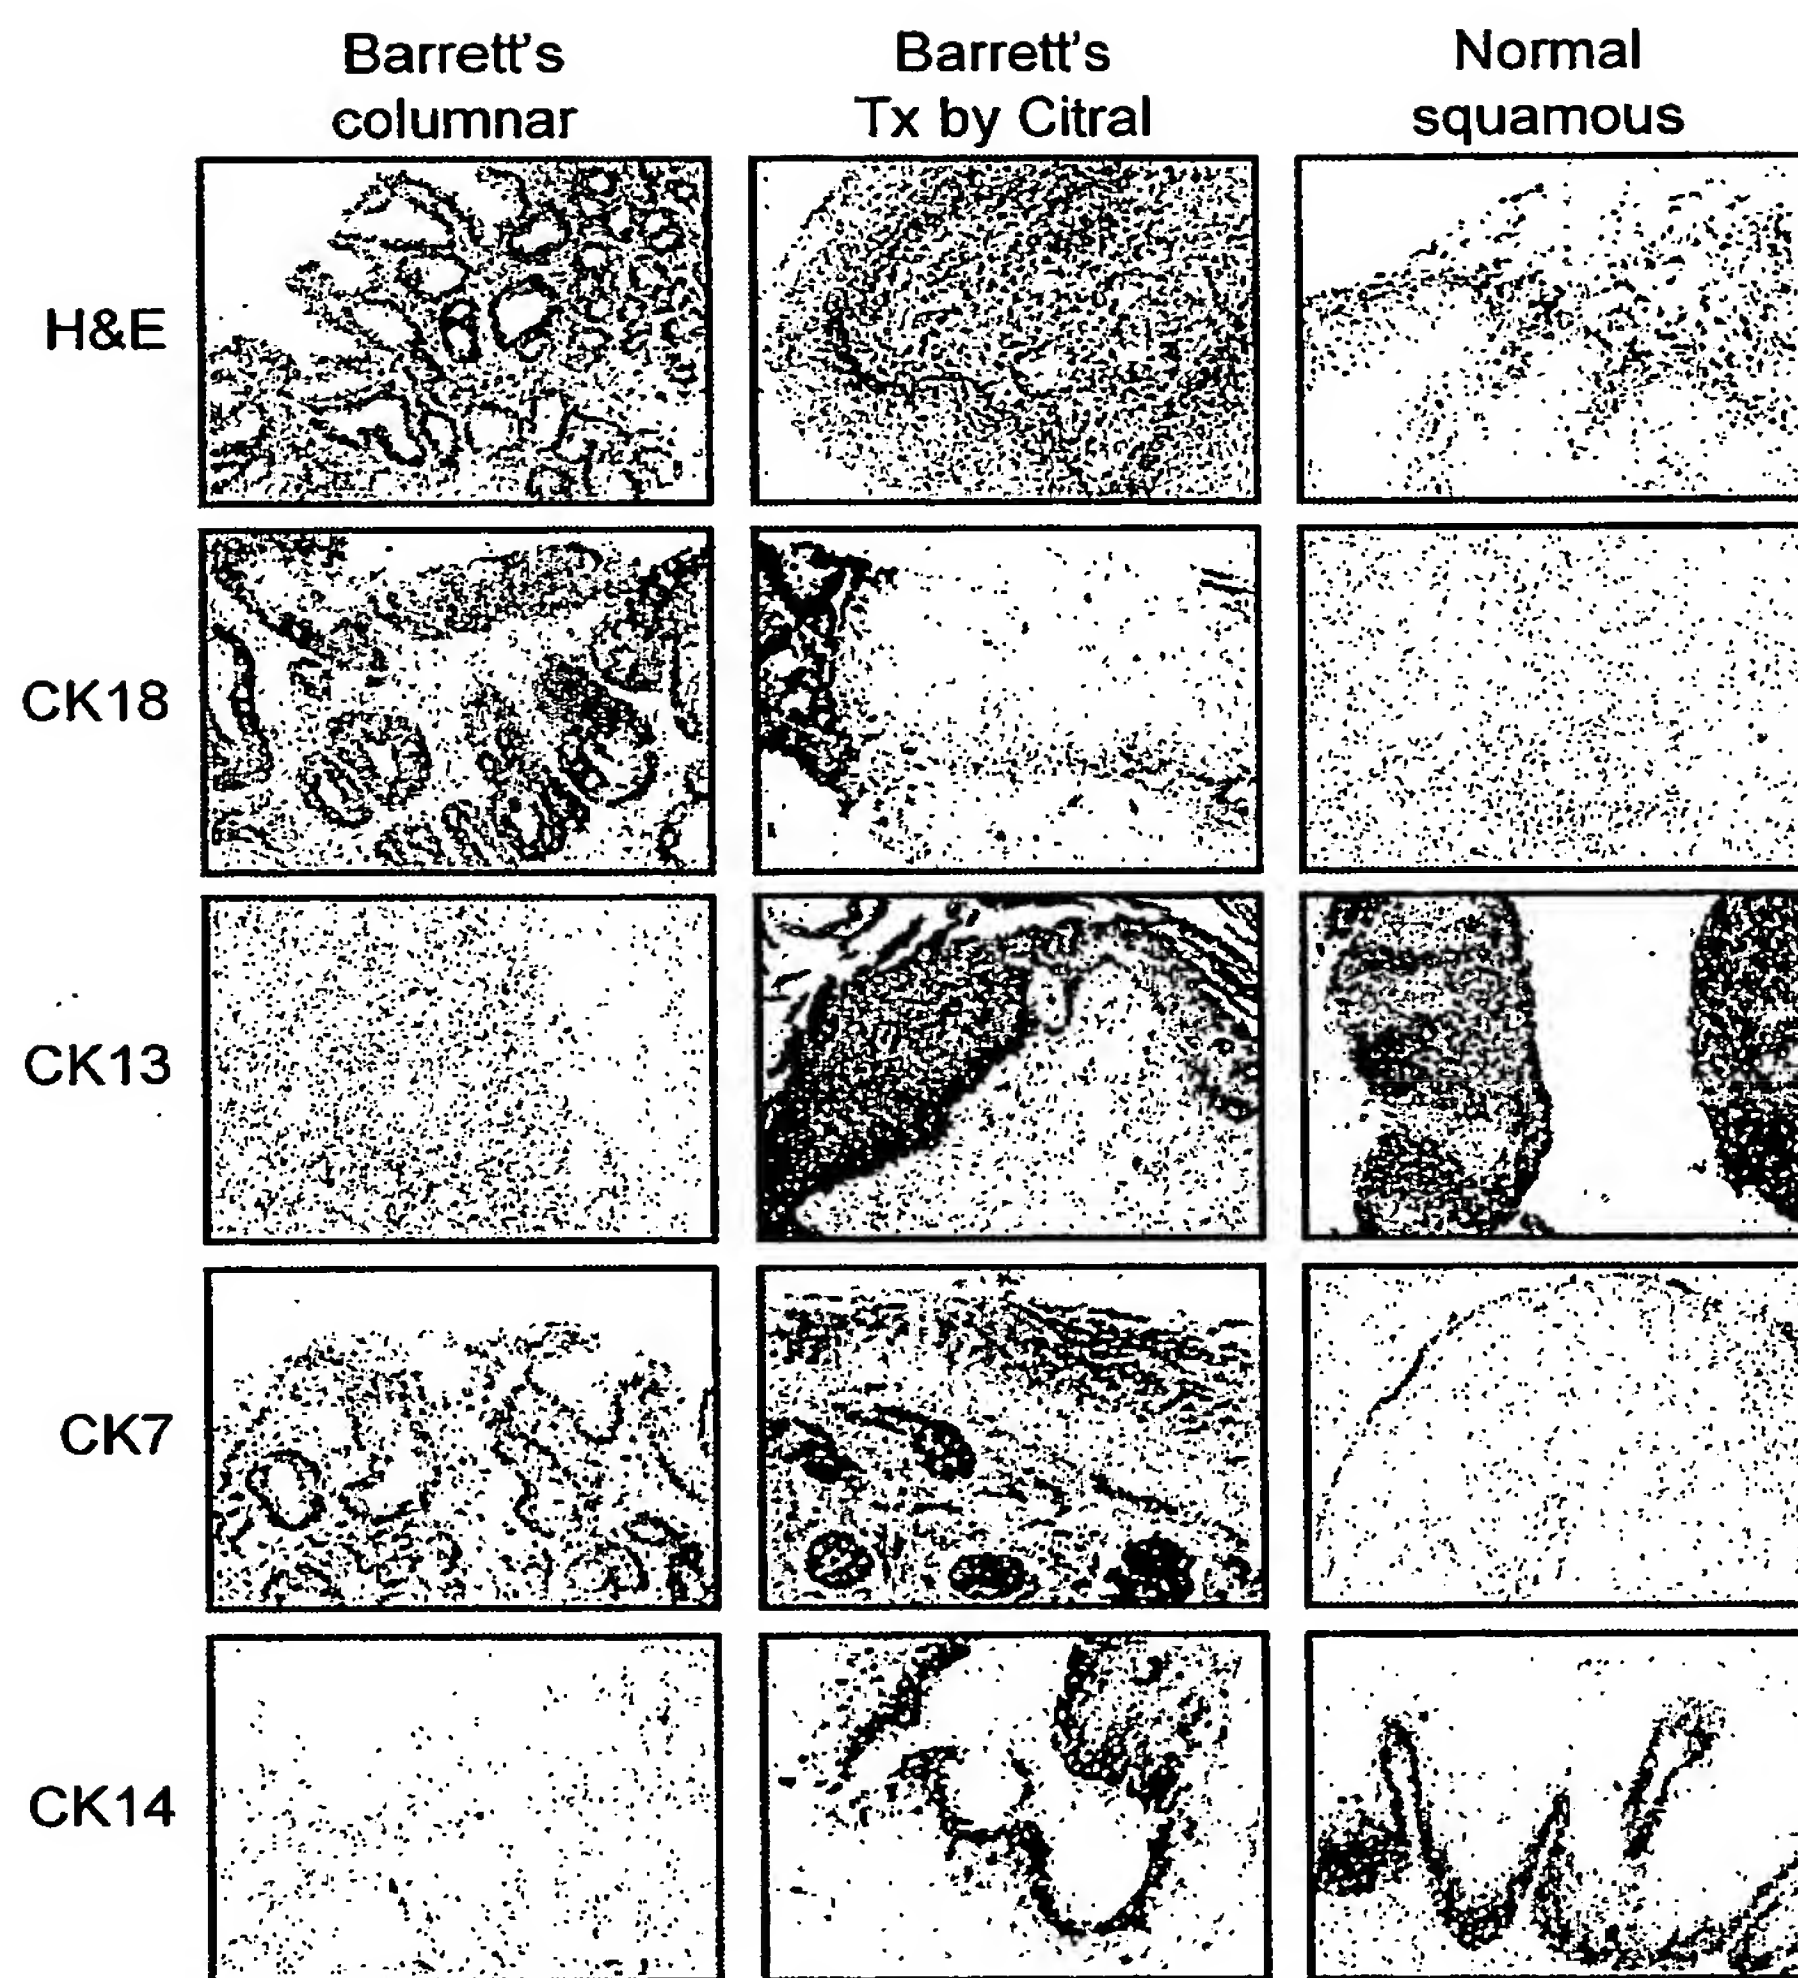 Barrett's
columnar
Barrett's
Tx by Citral
Normal
squamous
H&E
CK18
CK13
CK7
CK14